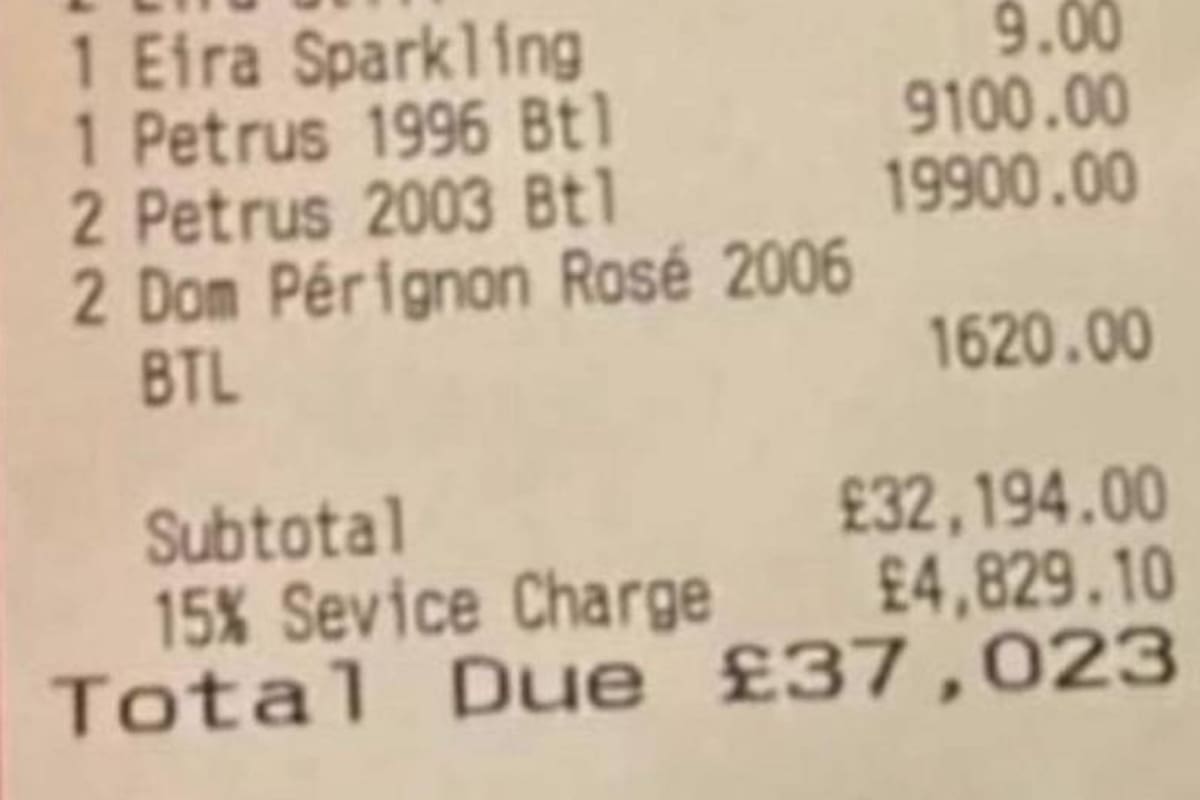 2 Eira
1 Eira Sparkling 9.00
1 Petrus 1996 Btl 9100.00
2 Petrus 2003 Btl 19900.00
2 Dom Pérignon Rosé 2006
BTL 1620.00
Subtotal £32,194.00
15% Sevice Charge £4,829.10
Total Due £37,023